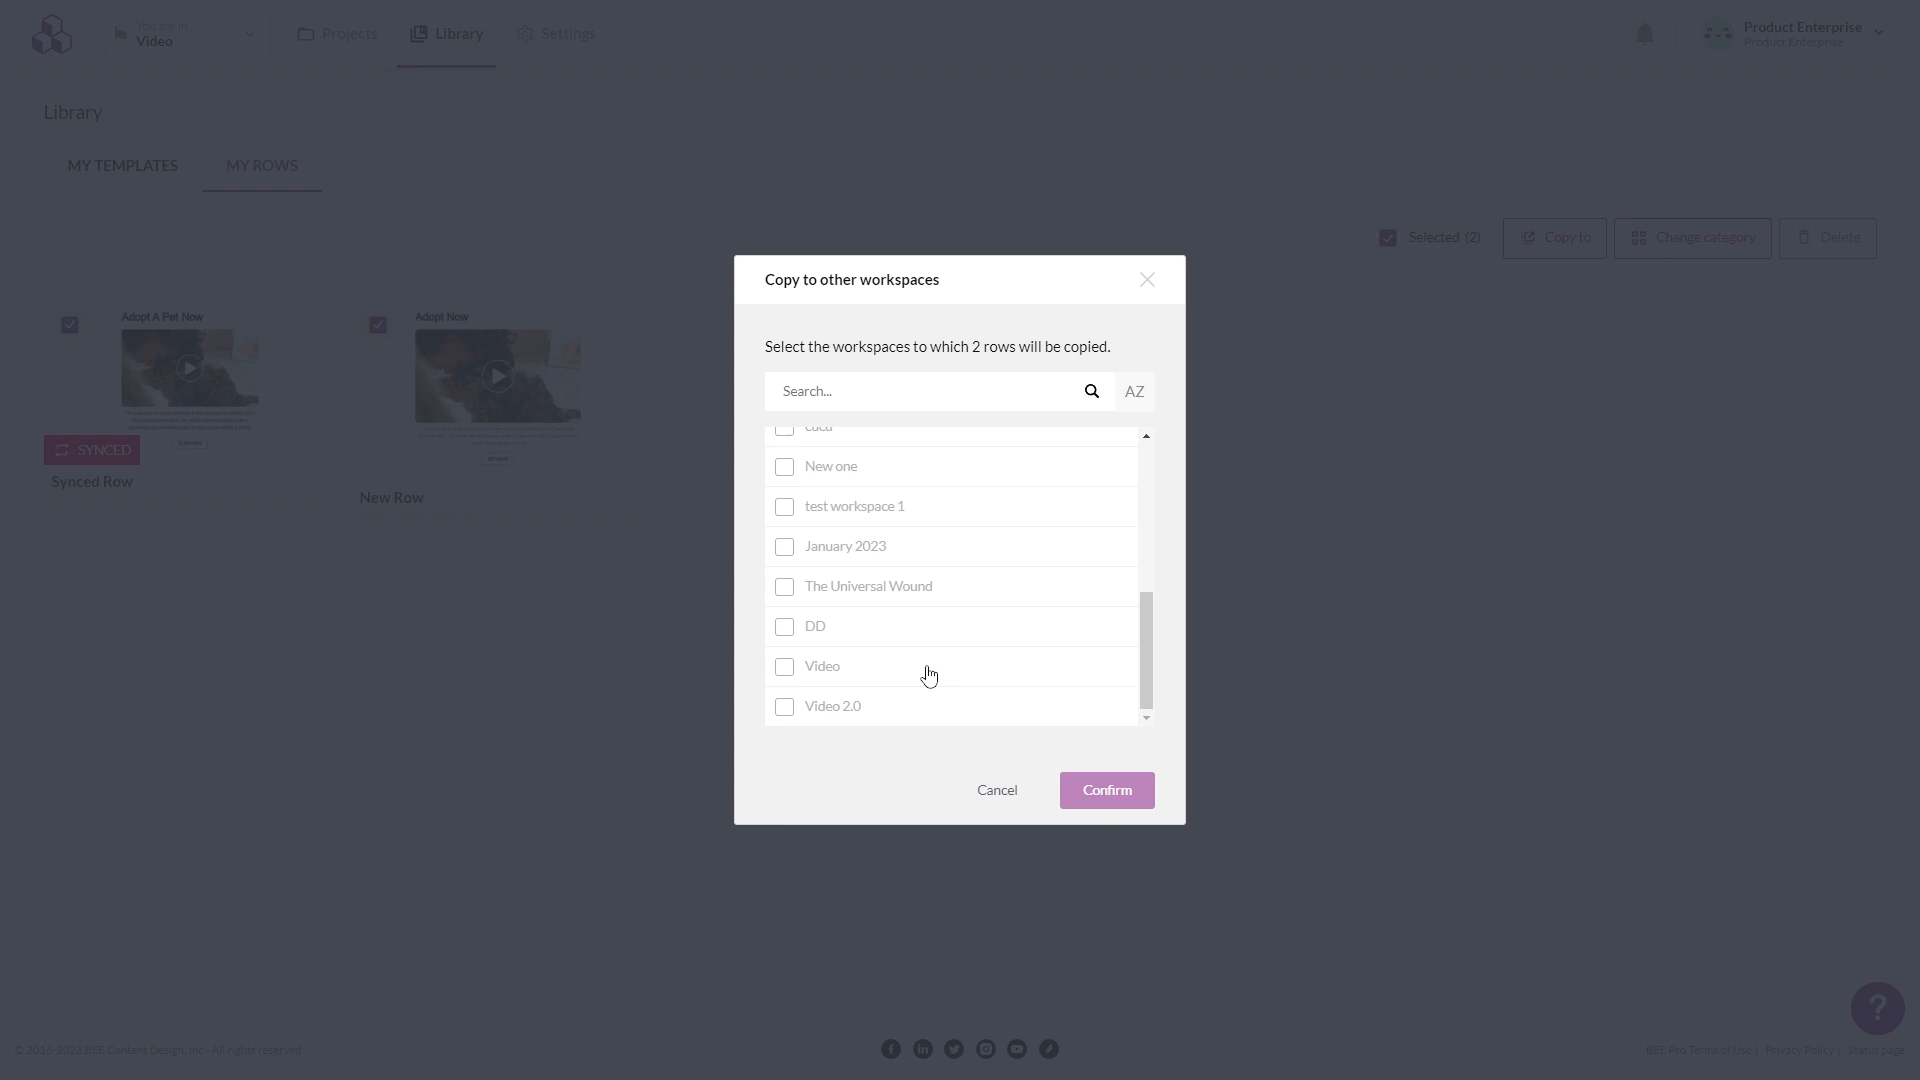 You are in
Video
Projects
Library
Settings
Product Enterprise
Product Enterprise
Library
MY TEMPLATES
MY ROWS
Selected (2)
Copy to
Change category
Delete
Adopt A Pet Now
SYNCED
Synced Row
Adopt Now
New Row
Copy to other workspaces
Select the workspaces to which 2 rows will be copied.
Search...
AZ
New one
test workspace 1
January 2023
The Universal Wound
DD
Video
Video 2.0
Cancel
Confirm
?
© 2016-2023 BEE Content Design, Inc - All rights reserved
BEE Pro Terms of Use | Privacy Policy | Status page